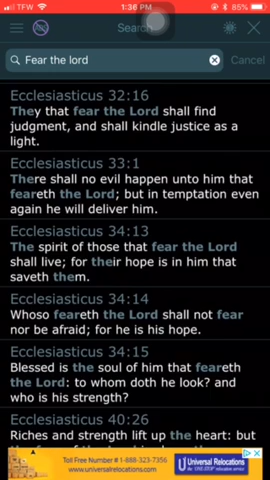 TFW 1:36 PM 85%
Search
Fear the lord Cancel
Ecclesiasticus 32:16
They that fear the Lord shall find
judgment, and shall kindle justice as a
light.
Ecclesiasticus 33:1
There shall no evil happen unto him that
feareth the Lord; but in temptation even
again he will deliver him.
Ecclesiasticus 34:13
The spirit of those that fear the Lord
shall live; for their hope is in him that
saveth them.
Ecclesiasticus 34:14
Whoso feareth the Lord shall not fear
nor be afraid; for he is his hope.
Ecclesiasticus 34:15
Blessed is the soul of him that feareth
the Lord: to whom doth he look? and
who is his strength?
Ecclesiasticus 40:26
Riches and strength lift up the heart: but
Toll Free Number # 1-888-323-7356
www.universalrelocations.com
Universal Relocations